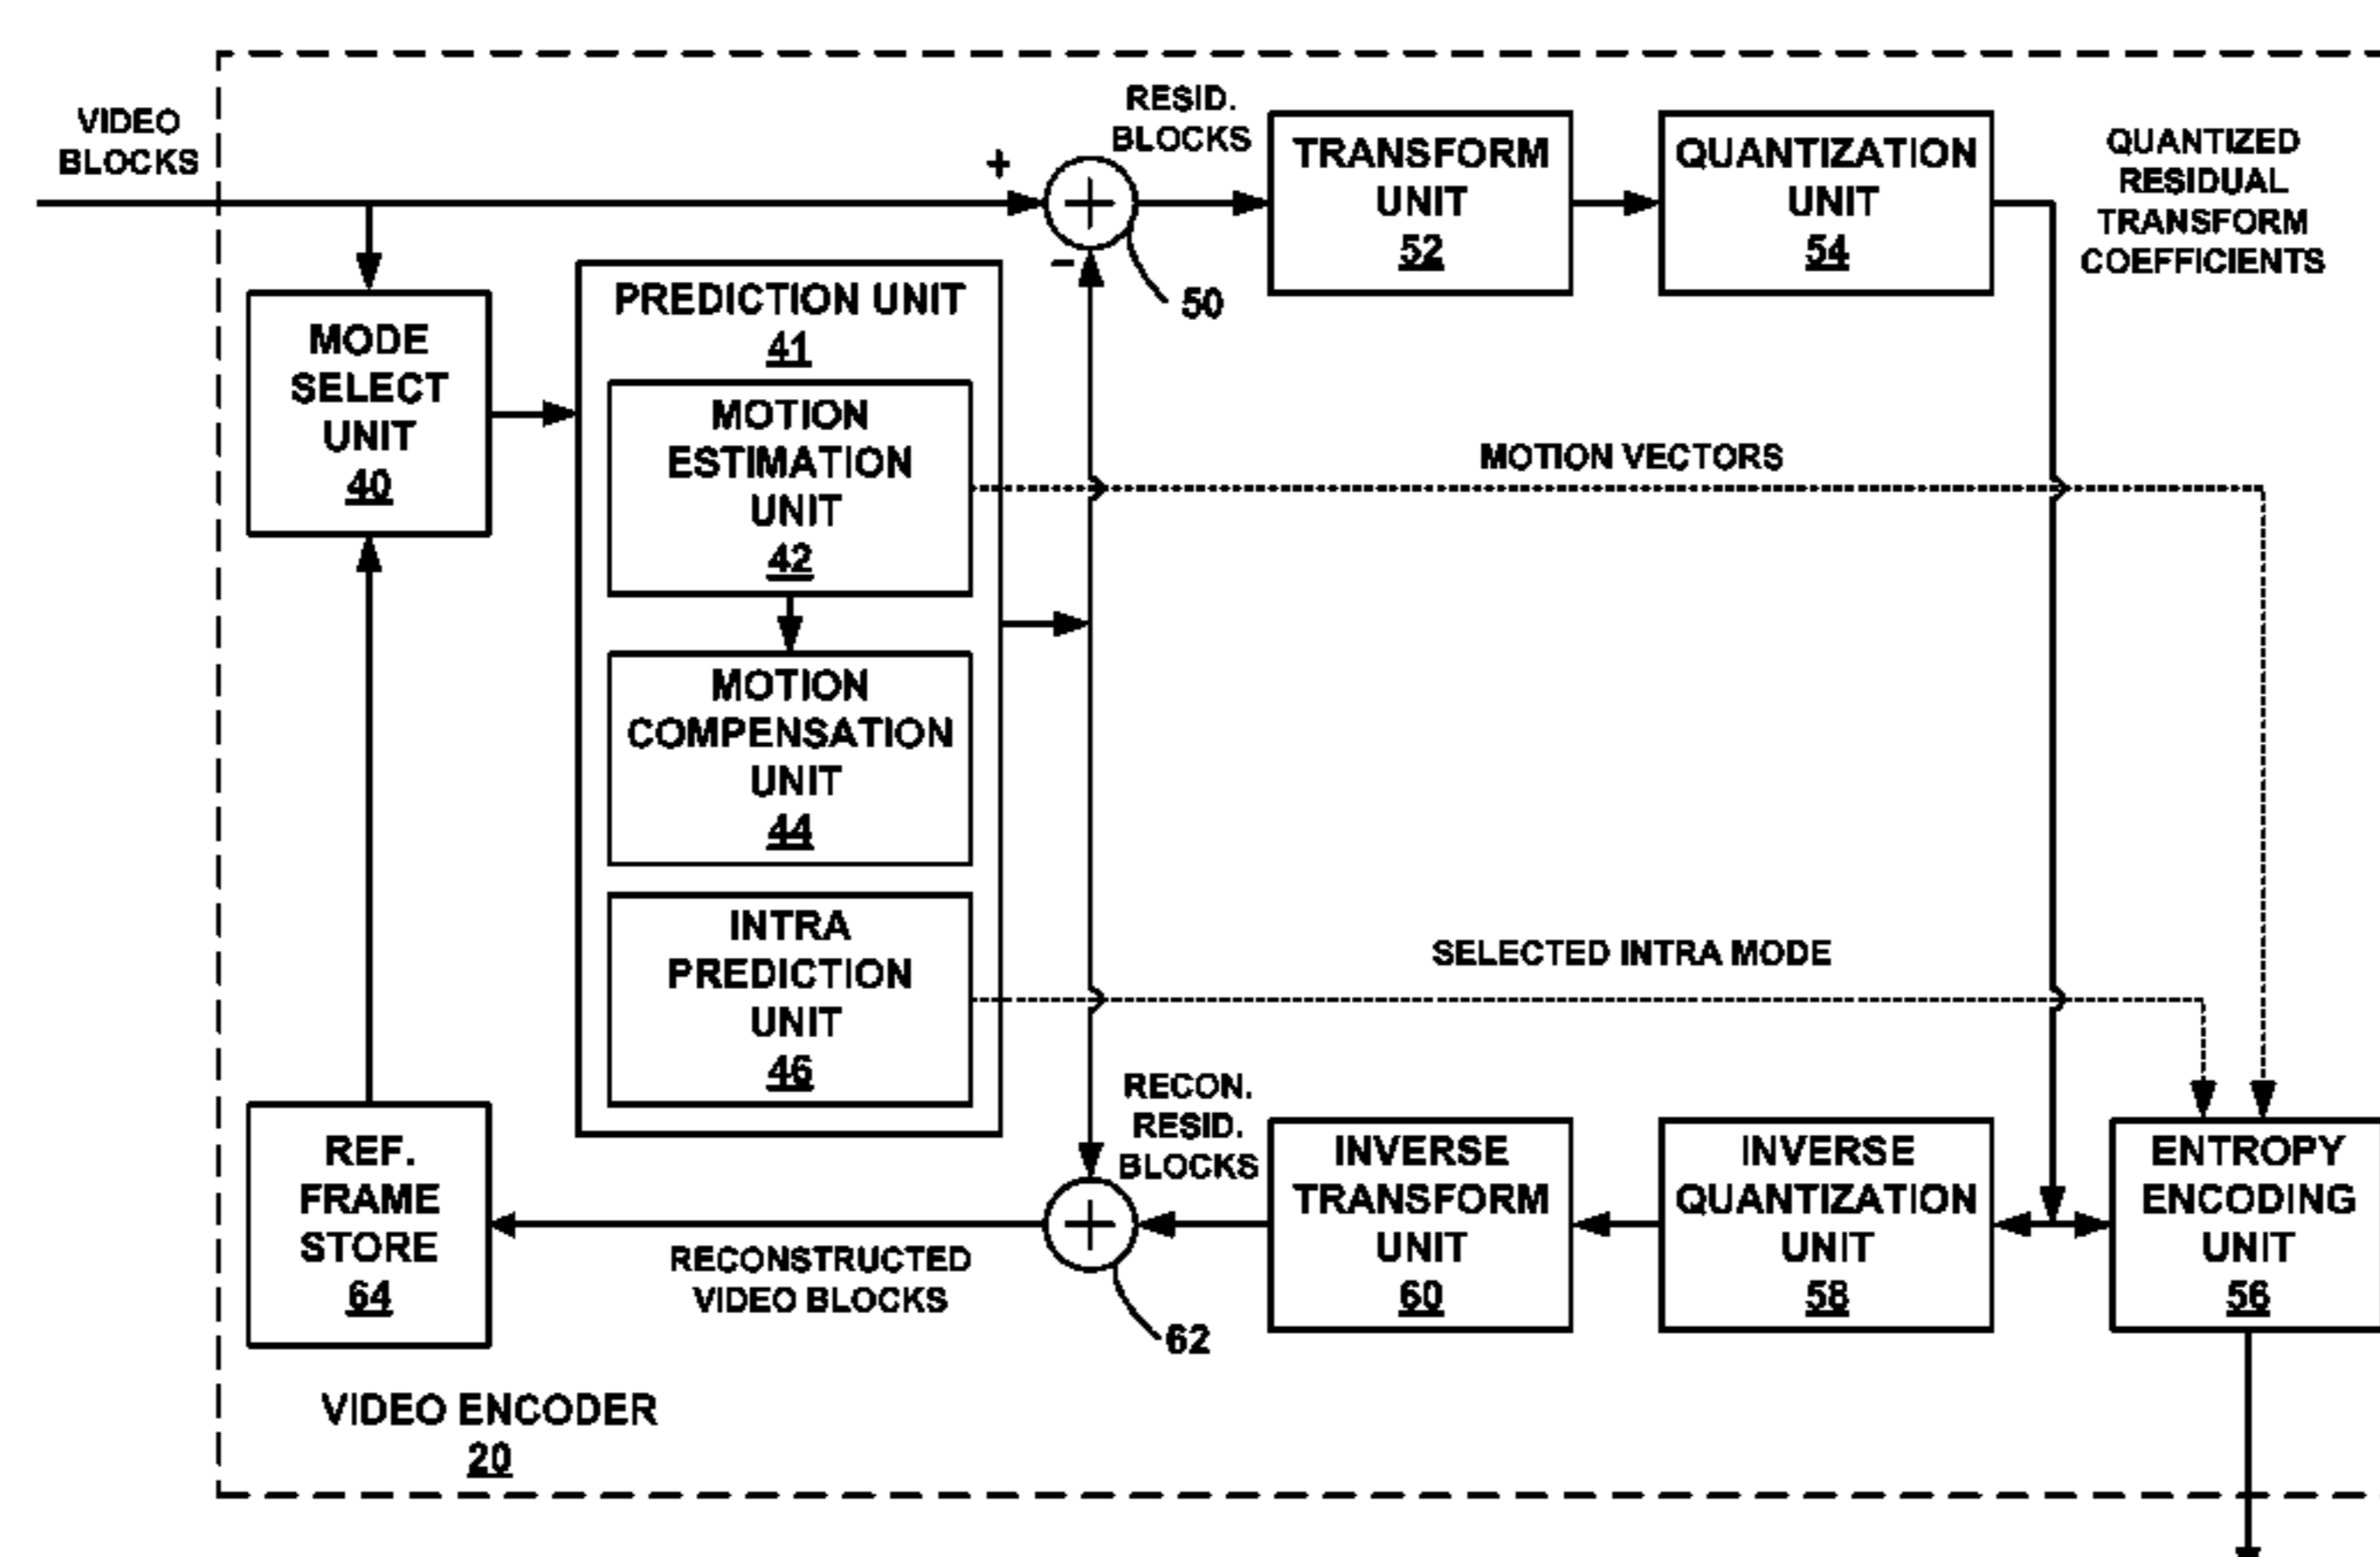 VIDEO
BLOCKS
+
RESID.
BLOCKS
TRANSFORM
UNIT
52
QUANTIZATION
UNIT
54
QUANTIZED
RESIDUAL
TRANSFORM
COEFFICIENTS
-
50
MODE
SELECT
UNIT
40
PREDICTION UNIT
41
MOTION
ESTIMATION
UNIT
42
MOTION VECTORS
MOTION
COMPENSATION
UNIT
44
INTRA
PREDICTION
UNIT
46
SELECTED INTRA MODE
REF.
FRAME
STORE
64
RECONSTRUCTED
VIDEO BLOCKS
62
RECON.
RESID.
BLOCKS
INVERSE
TRANSFORM
UNIT
60
INVERSE
QUANTIZATION
UNIT
58
ENTROPY
ENCODING
UNIT
56
VIDEO ENCODER
20